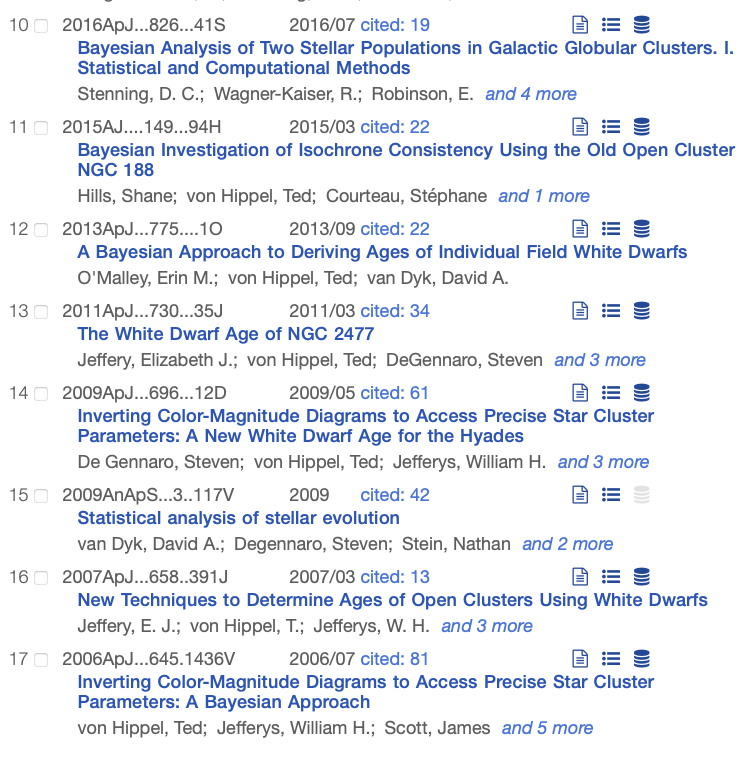 10 2016ApJ...826...41S 2016/07 cited: 19
Bayesian Analysis of Two Stellar Populations in Galactic Globular Clusters. I.
Statistical and Computational Methods
Stenning, D. C.; Wagner-Kaiser, R.; Robinson, E. and 4 more
11 2015AJ....149...94H 2015/03 cited: 22
Bayesian Investigation of Isochrone Consistency Using the Old Open Cluster
NGC 188
Hills, Shane; von Hippel, Ted; Courteau, Stéphane and 1 more
12 2013ApJ...775....1O 2013/09 cited: 22
A Bayesian Approach to Deriving Ages of Individual Field White Dwarfs
O'Malley, Erin M.; von Hippel, Ted; van Dyk, David A.
13 2011ApJ...730...35J 2011/03 cited: 34
The White Dwarf Age of NGC 2477
Jeffery, Elizabeth J.; von Hippel, Ted; DeGennaro, Steven and 3 more
14 2009ApJ...696...12D 2009/05 cited: 61
Inverting Color-Magnitude Diagrams to Access Precise Star Cluster
Parameters: A New White Dwarf Age for the Hyades
De Gennaro, Steven; von Hippel, Ted; Jefferys, William H. and 3 more
15 2009AnApS...3..117V 2009 cited: 42
Statistical analysis of stellar evolution
van Dyk, David A.; Degennaro, Steven; Stein, Nathan and 2 more
16 2007ApJ...658..391J 2007/03 cited: 13
New Techniques to Determine Ages of Open Clusters Using White Dwarfs
Jeffery, E. J.; von Hippel, T.; Jefferys, W. H. and 3 more
17 2006ApJ...645.1436V 2006/07 cited: 81
Inverting Color-Magnitude Diagrams to Access Precise Star Cluster
Parameters: A Bayesian Approach
von Hippel, Ted; Jefferys, William H.; Scott, James and 5 more